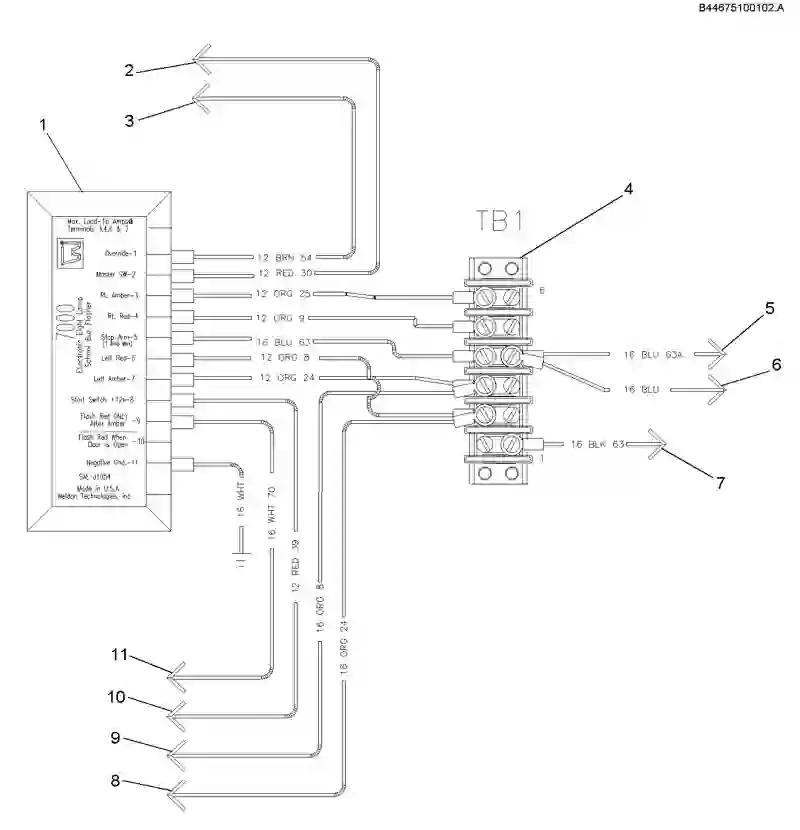 B44675100102.A
2
3
1
4
TB1
Max. Load-10 Amps@
Terminals 3,4,6 & 7
Override-1
Master SW-2
Rt. Amber-3
Rt. Red-4
Stop Arm-5
Left Red-6
Left Amber-7
Start Switch +12v-8
Flash Red ONLY
After Amber -9
Flash Red When
Door is Open -10
Negative Gnd.-11
SAE J1054
Made in U.S.A
Weldon Technologies, inc
7000
Electronic Eight Lamp
School Bus Flasher
12 BRN 54
12 RED 30
12 ORG 25
12 ORG 9
16 BLU 63
12 ORG 8
12 ORG 24
6
1
16 BLU 63A
5
16 BLU
6
16 BLK 63
7
16 WHT
16 WHT 70
12 RED 39
16 ORG 8
16 ORG 24
11
10
9
8